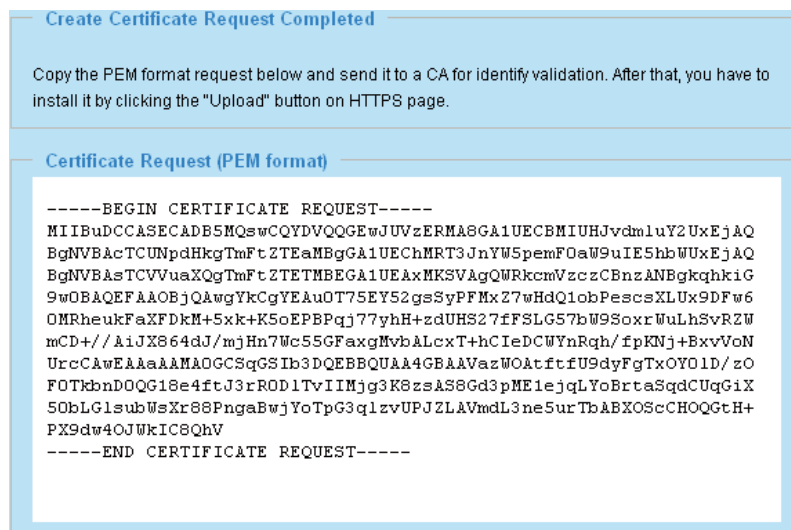 Create Certificate Request Completed
Copy the PEM format request below and send it to a CA for identify validation. After that, you have to
install it by clicking the "Upload" button on HTTPS page.
Certificate Request (PEM format)
-----BEGIN CERTIFICATE REQUEST-----
MIIBuDCCASECADB5MQswCQYDVQQGEwJUVzERMA8GA1UECBMIUHJvdmluY2UxEjAQ
BgNVBAcTCUNpdHkgTmFtZTEaMBgGA1UEChMRT3JnYW5pemF0aW9uIE5hbWUxEjAQ
BgNVBAsTCVVuaXQgTmFtZTETMBEGA1UEAxMKSVAgQWRkcmVzczCBnzANBgkqhkiG
9w0BAQEFAAOBjQAwgYkCgYEAuOT75EY52gsSyPFMxZ7wHdQ1obPescsXLUx9DFw6
OMRheukFaXFDkM+5xk+K5oEPBPqj77yhH+zdUHS27fFSLG57bW9SoxrWuLhSvRZW
mCD+//AiJX864dJ/mjHn7Wc55GFaxgMvbALcxT+hCIeDCWYnRqh/fpKNj+BxvVoN
UrcCAwEAAaAAMA0GCSqGSIb3DQEBBQUAA4GBAAVazWOAtftfU9dyFgTxOYO1D/zO
FOTkbnDOQG18e4ftJ3rRODlTvIIMjg3K8zsAS8Gd3pME1ejqLYoBrtaSqdCUqGiX
50bLGlsubWsXr88PngaBwjYoTpG3qlzvUPJZLAVmdL3ne5urTbABXOScCHOQGtH+
PX9dw4OJWkIC8QhV
-----END CERTIFICATE REQUEST-----